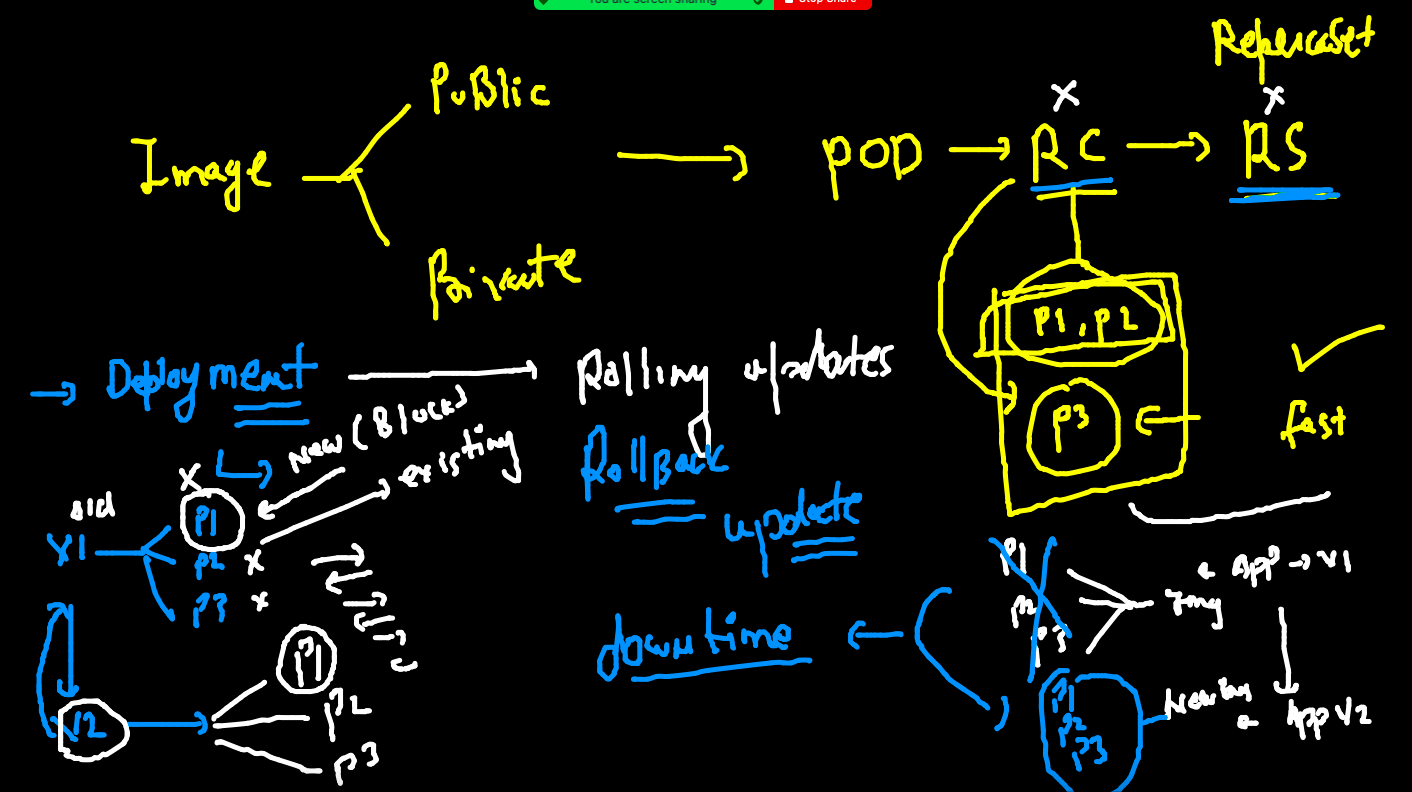 You are screen sharing Stop Share
ReplicaSet
Public
X X
Image POD RC RS
Private
P1, P2
Deployment Rolling updates
P3 fast
New (Block)
existing
Rollback
X
old P1
V1 P2 X
P3 X
update
P1
P2
P3
Img App → V1
downtime
P1
P2
P3
V2
P1
P2
P3
New Img App V2